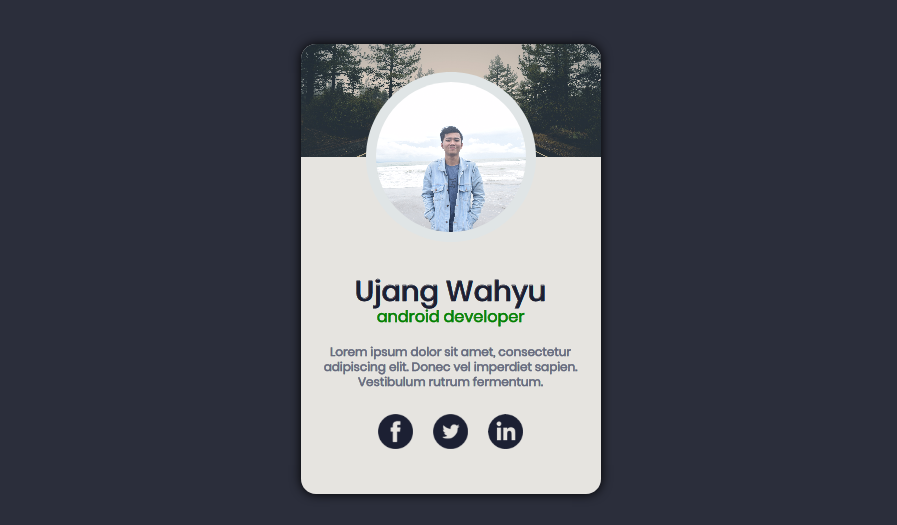 Ujang Wahyu
android developer
Lorem ipsum dolor sit amet, consectetur
adipiscing elit. Donec vel imperdiet sapien.
Vestibulum rutrum fermentum.